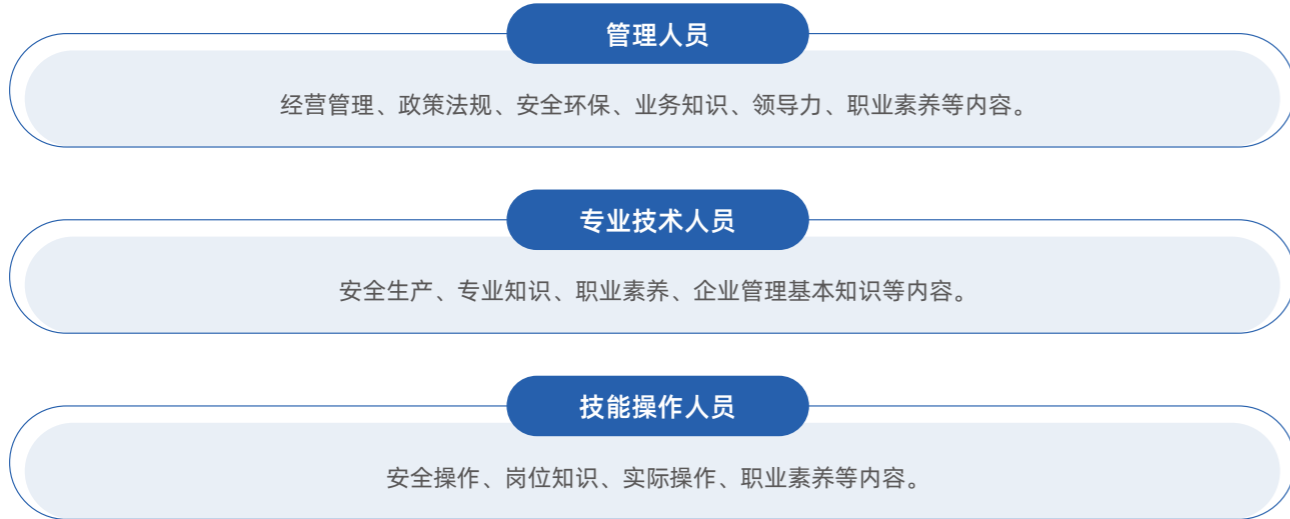 管理人员
经营管理、政策法规、安全环保、业务知识、领导力、职业素养等内容。
专业技术人员
安全生产、专业知识、职业素养、企业管理基本知识等内容。
技能操作人员
安全操作、岗位知识、实际操作、职业素养等内容。